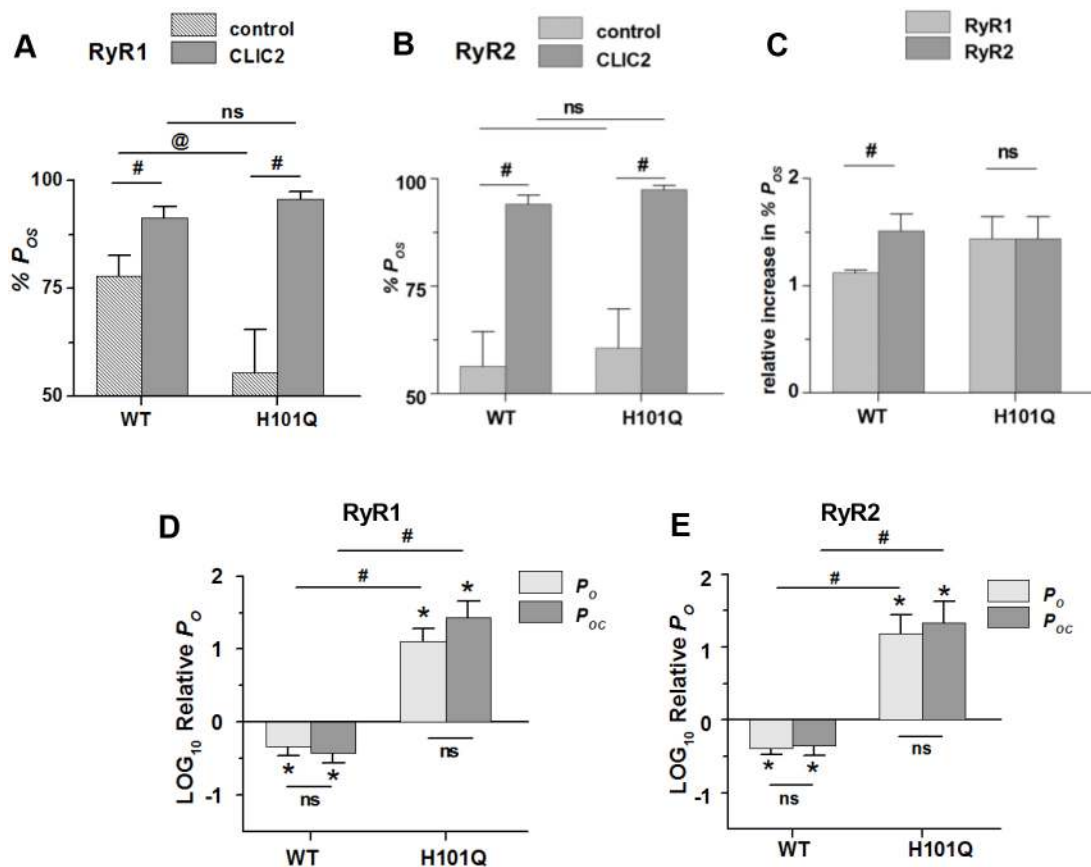 A RyR1 control CLIC2
ns
@
# #
100
75
50
% Pos
WT H101Q
B RyR2 control CLIC2
ns
# #
100
75
50
% Pos
WT H101Q
C RyR1 RyR2
# ns
2
1
0
relative increase in % Pos
WT H101Q
D RyR1
#
#
Po
Poc
* *
2
1
0
-1
LOG10 Relative Po
* *
ns
ns
WT H101Q
E RyR2
#
#
Po
Poc
* *
2
1
0
-1
LOG10 Relative Po
* *
ns
ns
WT H101Q